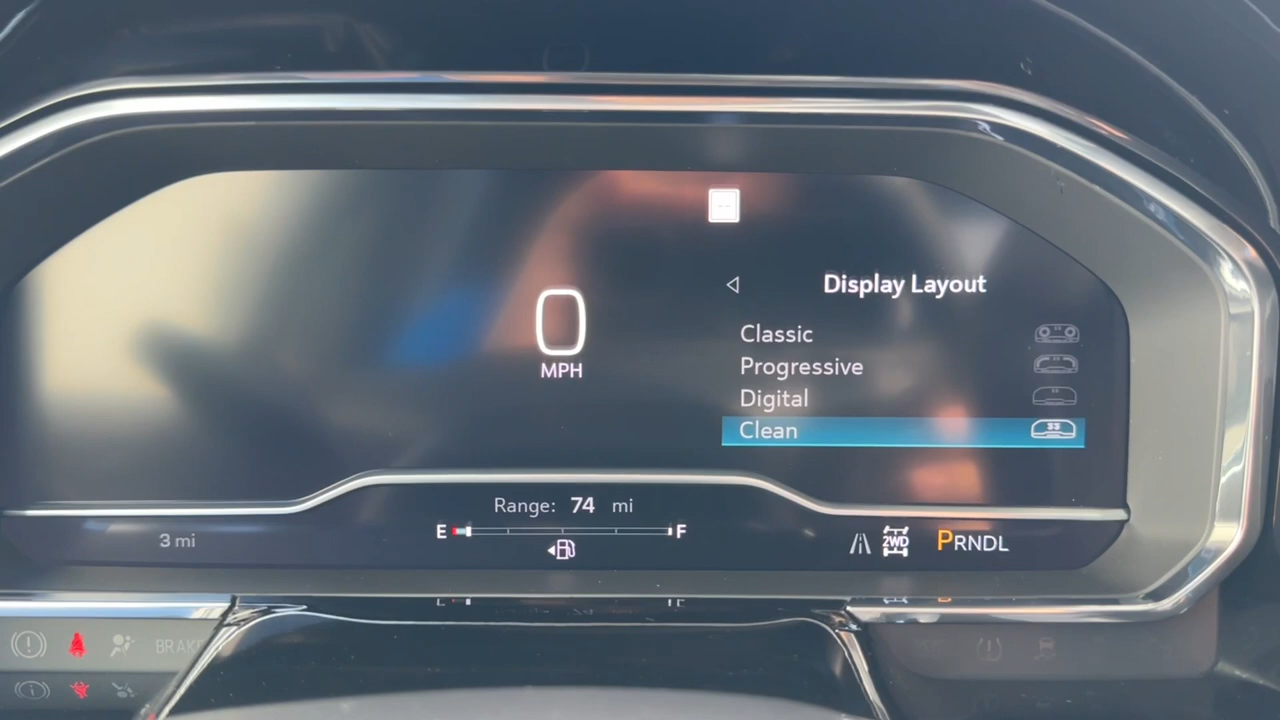 Display Layout
0
MPH
Classic
Progressive
Digital
Clean
Range: 74 mi
E F
3 mi
2WD
PRNDL
BRAKE